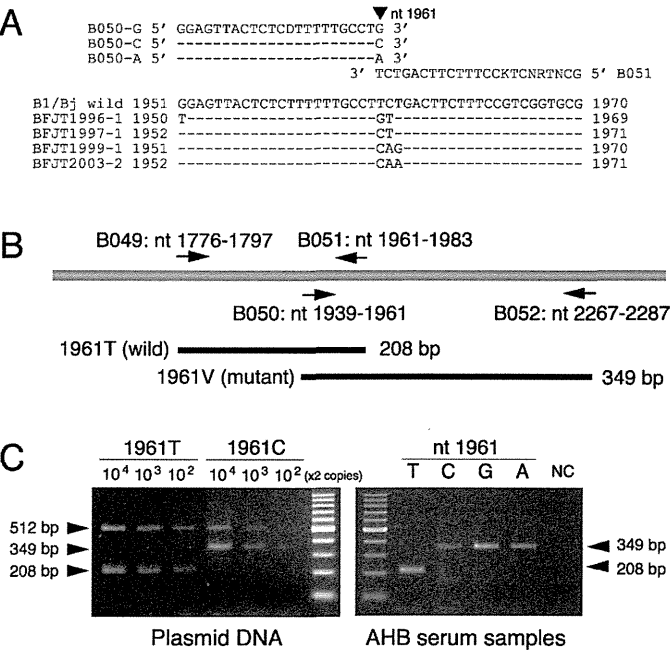 A
nt 1961
B050-G 5' GGAGTTACTCTCDTTTTTGCCTG 3'
B050-C 5' ----------------------C 3'
B050-A 5' ----------------------A 3'
3' TCTGACTTCTTTCCKTCNRTNCG 5' B051
B1/Bj wild 1951 GGAGTTACTCTCTTTTTTGCCTTCTGACTTCTTTCCGTCGGTGCG 1970
BFJT1996-1 1950 T---------------------GT--------------------- 1969
BFJT1997-1 1952 ----------------------CT--------------------- 1971
BFJT1999-1 1951 ----------------------CAG-------------------- 1970
BFJT2003-2 1952 ----------------------CAA-------------------- 1971
B
B049: nt 1776-1797 B051: nt 1961-1983
B050: nt 1939-1961 B052: nt 2267-2287
1961T (wild) 208 bp
1961V (mutant) 349 bp
C
1961T 1961C nt 1961
10⁴ 10³ 10² 10⁴ 10³ 10² (x2 copies) T C G A NC
512 bp
349 bp 349 bp
208 bp 208 bp
Plasmid DNA AHB serum samples